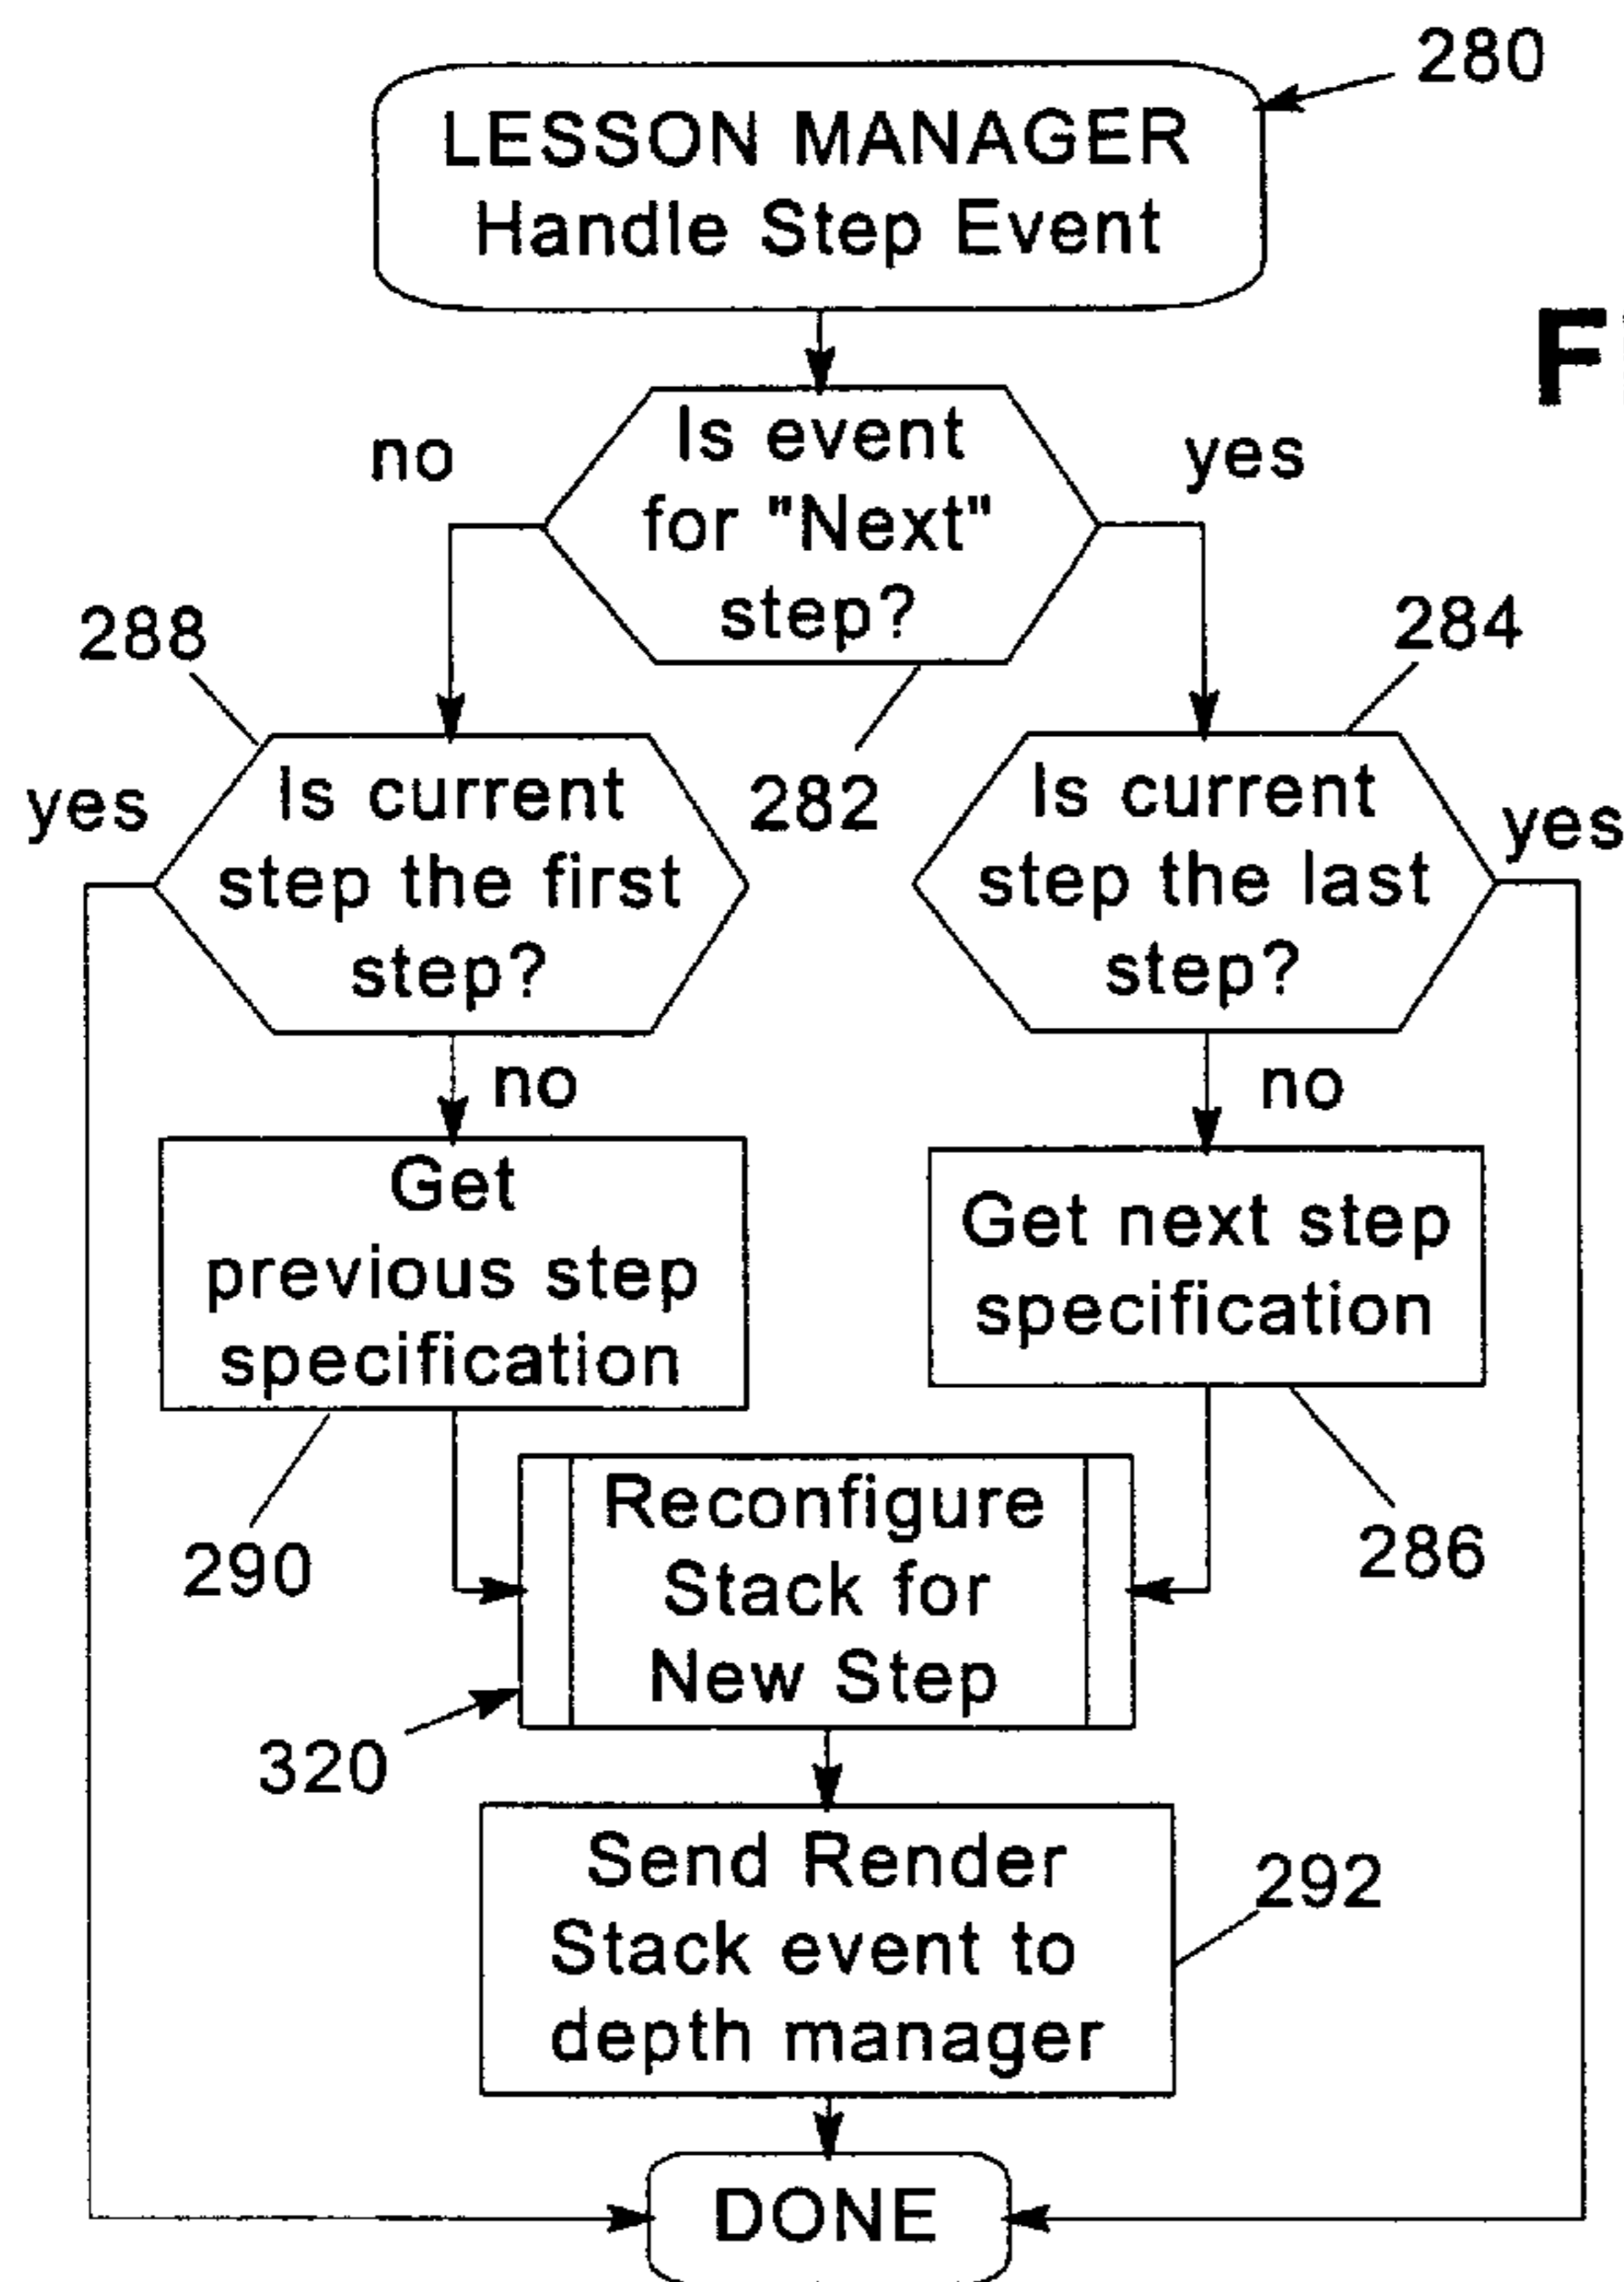 280
LESSON MANAGER
Handle Step Event
F
no
yes
Is event
for "Next"
step?
288
284
282
yes
Is current
step the first
step?
Is current
step the last
step?
yes
no
no
Get
previous step
specification
Get next step
specification
290
286
Reconfigure
Stack for
New Step
320
Send Render
Stack event to
depth manager
292
DONE